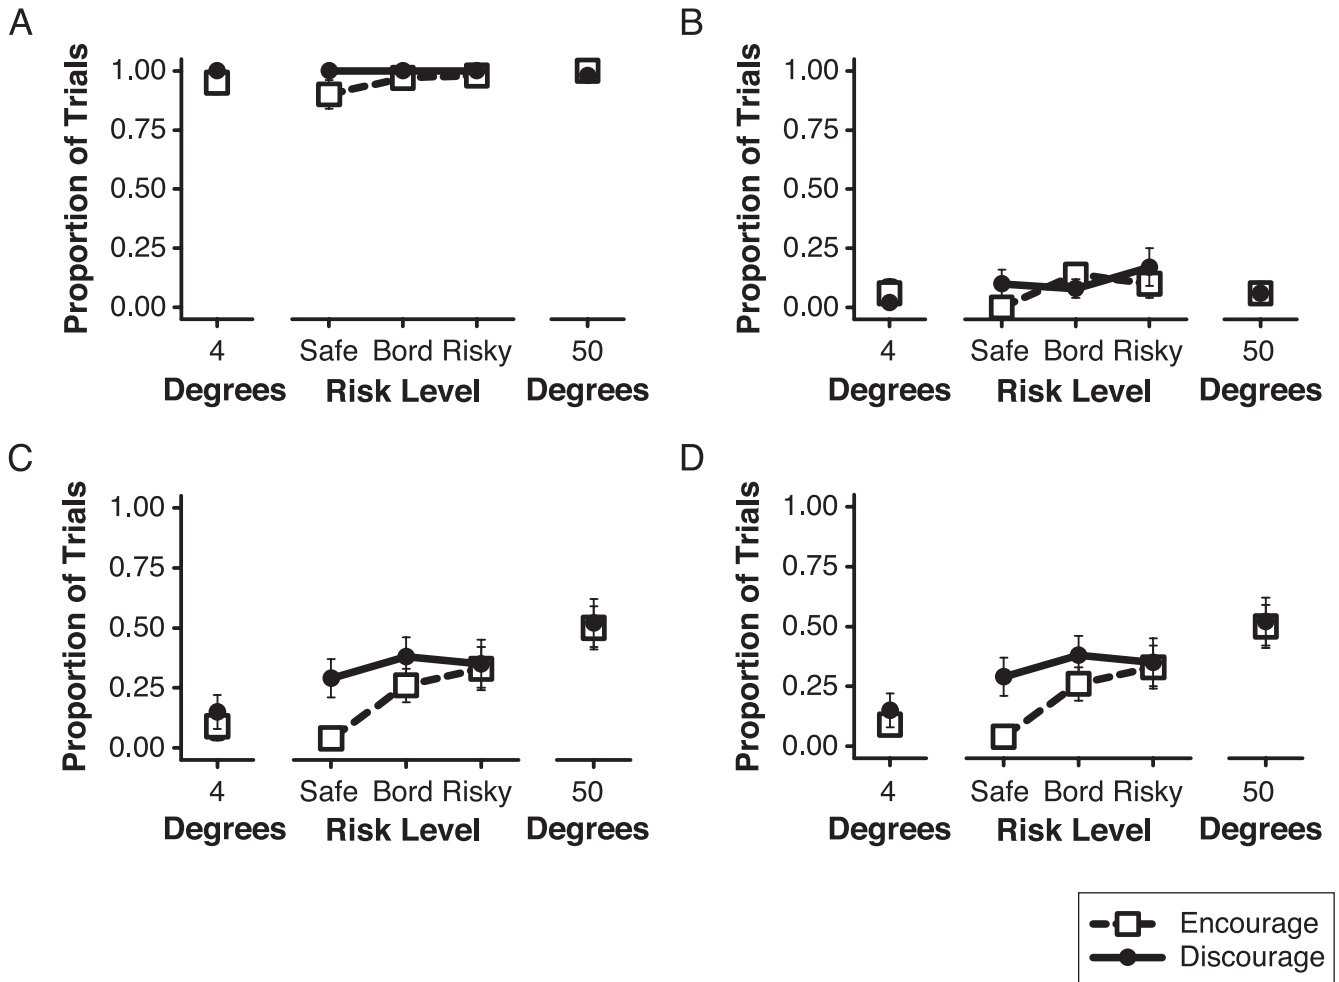 A
Proportion of Trials
1.00
0.75
0.50
0.25
0.00
4
Safe Bord Risky
50
Degrees
Risk Level
Degrees
B
Proportion of Trials
1.00
0.75
0.50
0.25
0.00
4
Safe Bord Risky
50
Degrees
Risk Level
Degrees
C
Proportion of Trials
1.00
0.75
0.50
0.25
0.00
4
Safe Bord Risky
50
Degrees
Risk Level
Degrees
D
Proportion of Trials
1.00
0.75
0.50
0.25
0.00
4
Safe Bord Risky
50
Degrees
Risk Level
Degrees
Encourage
Discourage